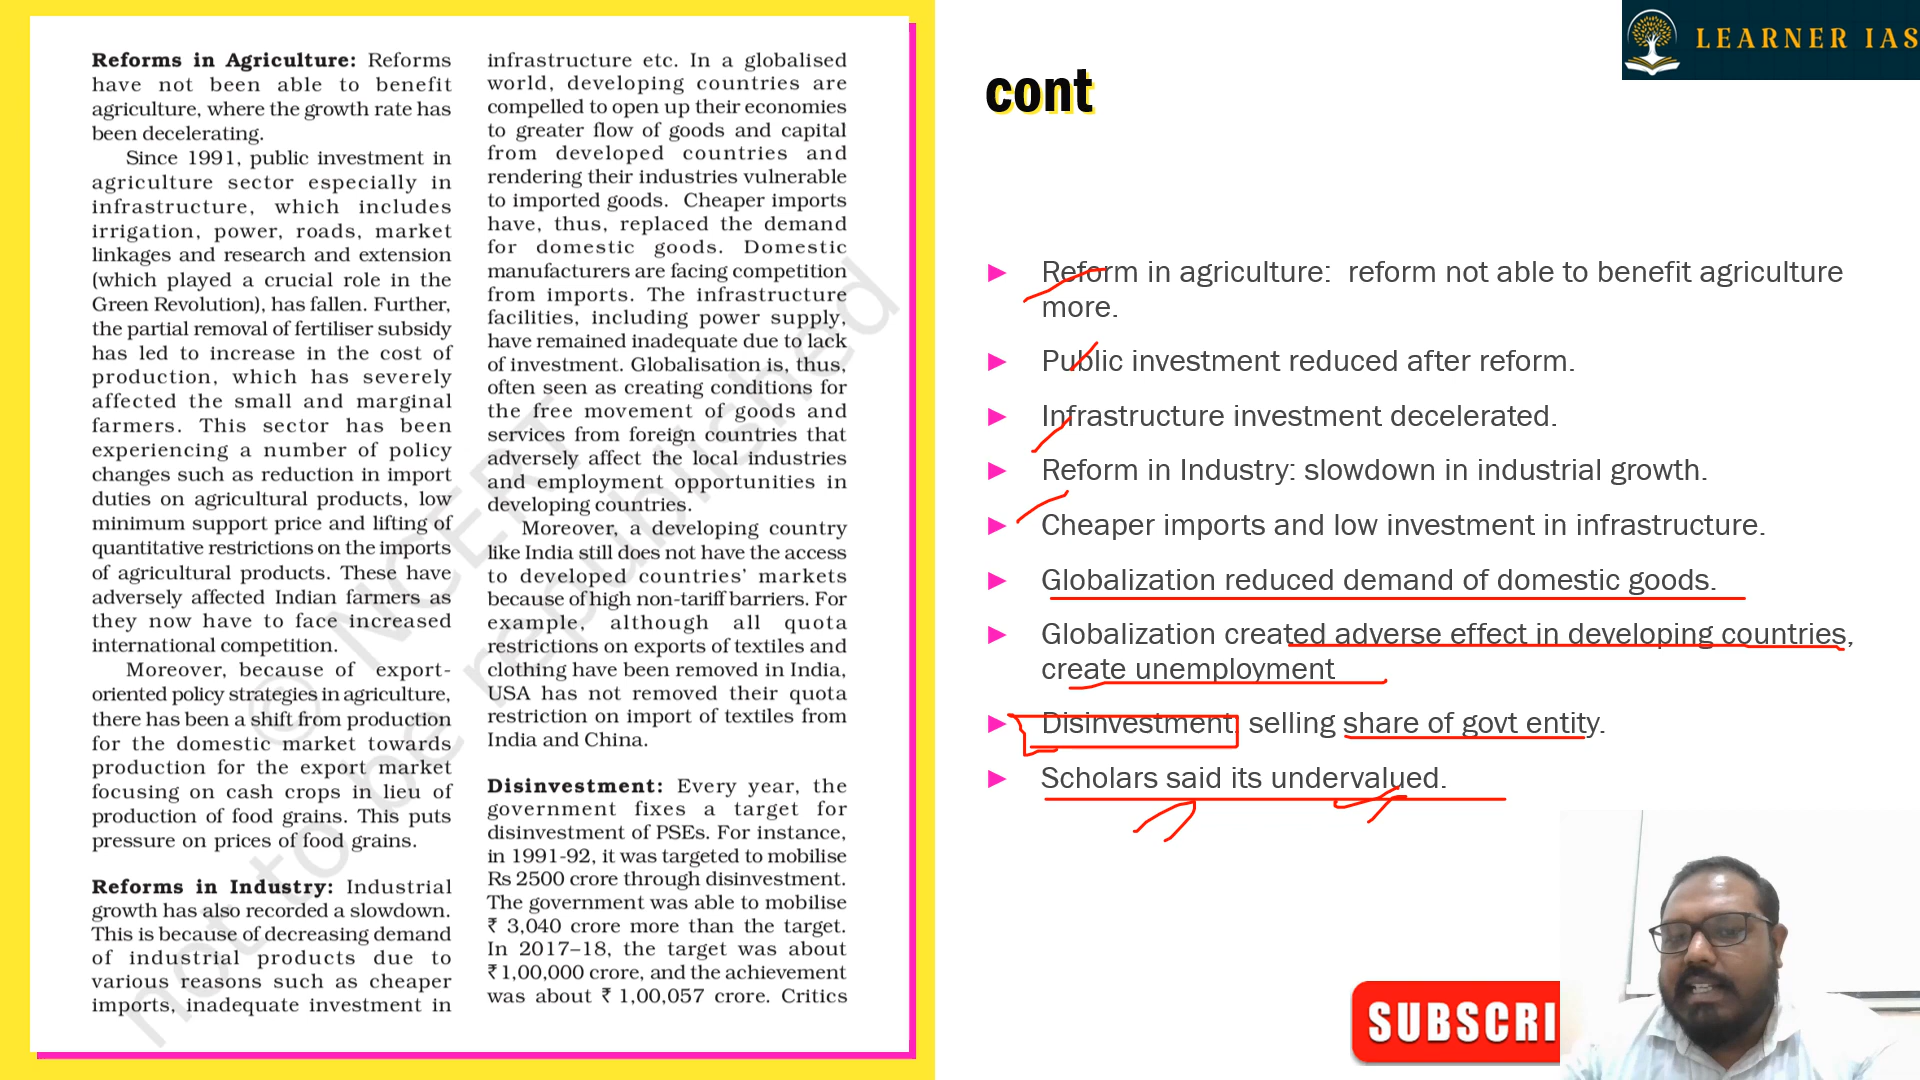 Reforms in Agriculture: Reforms
have not been able to benefit
agriculture, where the growth rate has
been decelerating.
Since 1991, public investment in
agriculture sector especially in
infrastructure, which includes
irrigation, power, roads, market
linkages and research and extension
(which played a crucial role in the
Green Revolution), has fallen. Further,
the partial removal of fertiliser subsidy
has led to increase in the cost of
production, which has severely
affected the small and marginal
farmers. This sector has been
experiencing a number of policy
changes such as reduction in import
duties on agricultural products, low
minimum support price and lifting of
quantitative restrictions on the imports
of agricultural products. These have
adversely affected Indian farmers as
they now have to face increased
international competition.
Moreover, because of export-
oriented policy strategies in agriculture,
there has been a shift from production
for the domestic market towards
production for the export market
focusing on cash crops in lieu of
production of food grains. This puts
pressure on prices of food grains.
Reforms in Industry: Industrial
growth has also recorded a slowdown.
This is because of decreasing demand
of industrial products due to
various reasons such as cheaper
imports, inadequate investment in
infrastructure etc. In a globalised
world, developing countries are
compelled to open up their economies
to greater flow of goods and capital
from developed countries and
rendering their industries vulnerable
to imported goods. Cheaper imports
have, thus, replaced the demand
for domestic goods. Domestic
manufacturers are facing competition
from imports. The infrastructure
facilities, including power supply,
have remained inadequate due to lack
of investment. Globalisation is, thus,
often seen as creating conditions for
the free movement of goods and
services from foreign countries that
adversely affect the local industries
and employment opportunities in
developing countries.
Moreover, a developing country
like India still does not have the access
to developed countries' markets
because of high non-tariff barriers. For
example, although all quota
restrictions on exports of textiles and
clothing have been removed in India,
USA has not removed their quota
restriction on import of textiles from
India and China.
Disinvestment: Every year, the
government fixes a target for
disinvestment of PSEs. For instance,
in 1991-92, it was targeted to mobilise
Rs 2500 crore through disinvestment.
The government was able to mobilise
₹ 3,040 crore more than the target.
In 2017–18, the target was about
₹1,00,000 crore, and the achievement
was about ₹ 1,00,057 crore. Critics
© NCERT
not to be republished
LEARNER IAS
cont
Reform in agriculture: reform not able to benefit agriculture
more.
Public investment reduced after reform.
Infrastructure investment decelerated.
Reform in Industry: slowdown in industrial growth.
Cheaper imports and low investment in infrastructure.
Globalization reduced demand of domestic goods.
Globalization created adverse effect in developing countries,
create unemployment
Disinvestment: selling share of govt entity.
Scholars said its undervalued.
SUBSCRI